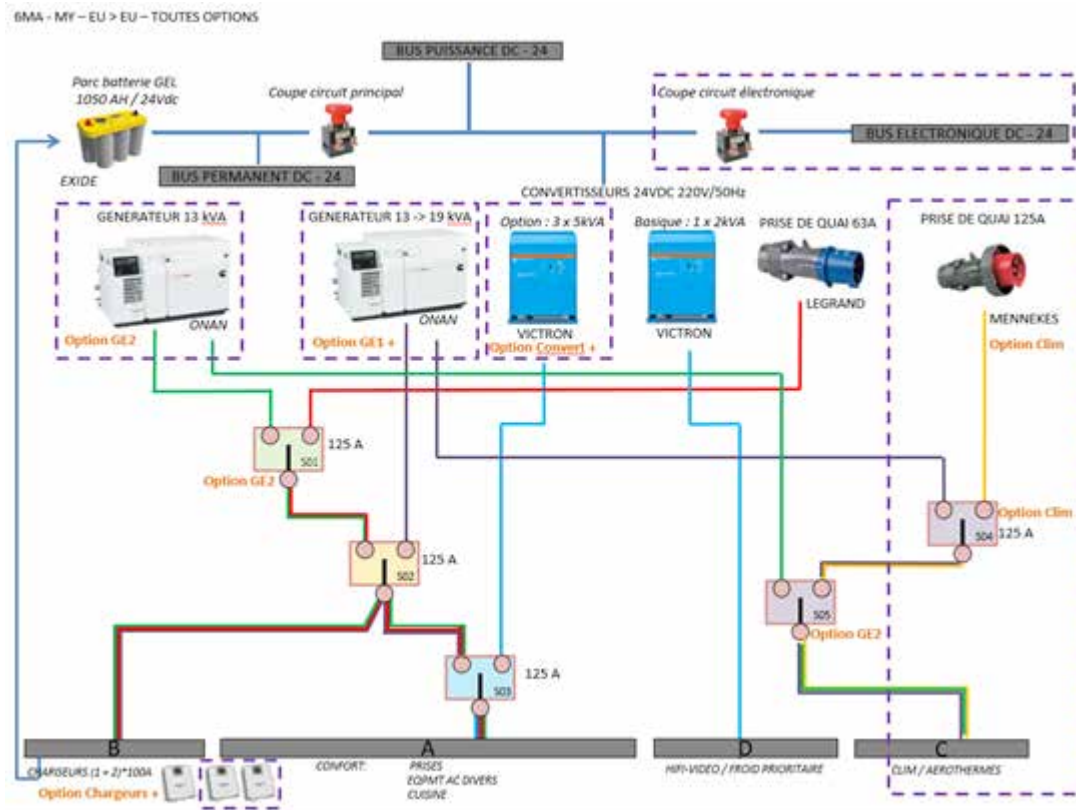 6MA - MY – EU > EU – TOUTES OPTIONS
BUS PUISSANCE DC - 24
Parc batterie GEL
1050 AH / 24Vdc
Coupe circuit principal
Coupe circuit électronique
BUS ELECTRONIQUE DC - 24
EXIDE
BUS PERMANENT DC - 24
CONVERTISSEURS 24VDC 220V/50Hz
GENERATEUR 13 kVA
GENERATEUR 13 -> 19 kVA
Option : 3 x 5kVA
Basique : 1 x 2kVA
PRISE DE QUAI 63A
PRISE DE QUAI 125A
ONAN
ONAN
LEGRAND
MENNEKES
Option GE2
Option GE1 +
VICTRON
VICTRON
Option Convert +
Option Clim
125 A
S01
Option GE2
Option Clim
S04
125 A
125 A
S02
S05
Option GE2
125 A
S03
B
A
D
C
CHARGEURS (1 + 2)*100A
CONFORT: PRISES
EQPMT AC DIVERS
CUISINE
HIFI-VIDEO / FROID PRIORITAIRE
CLIM / AEROTHERMES
Option Chargeurs +